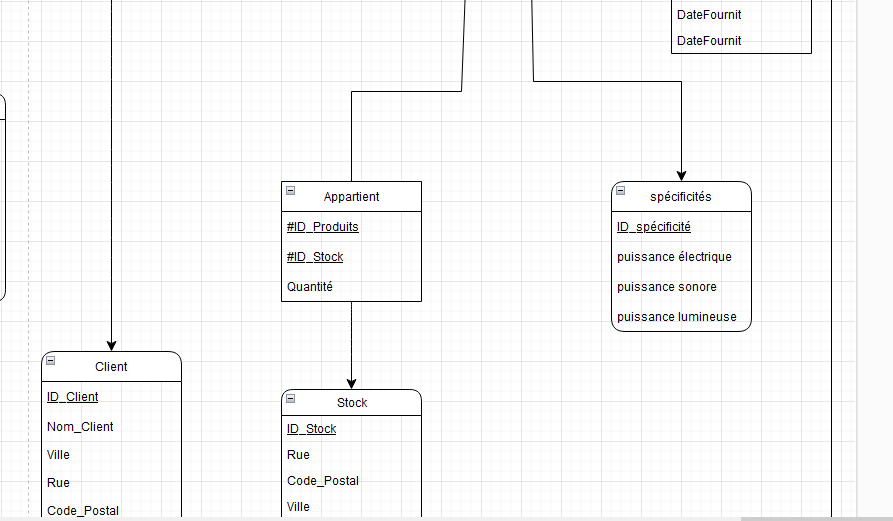 DateFournit
DateFournit
Appartient
#ID_Produits
#ID_Stock
Quantité
spécificités
ID_spécificité
puissance électrique
puissance sonore
puissance lumineuse
Client
ID_Client
Nom_Client
Ville
Rue
Code_Postal
Stock
ID_Stock
Rue
Code_Postal
Ville